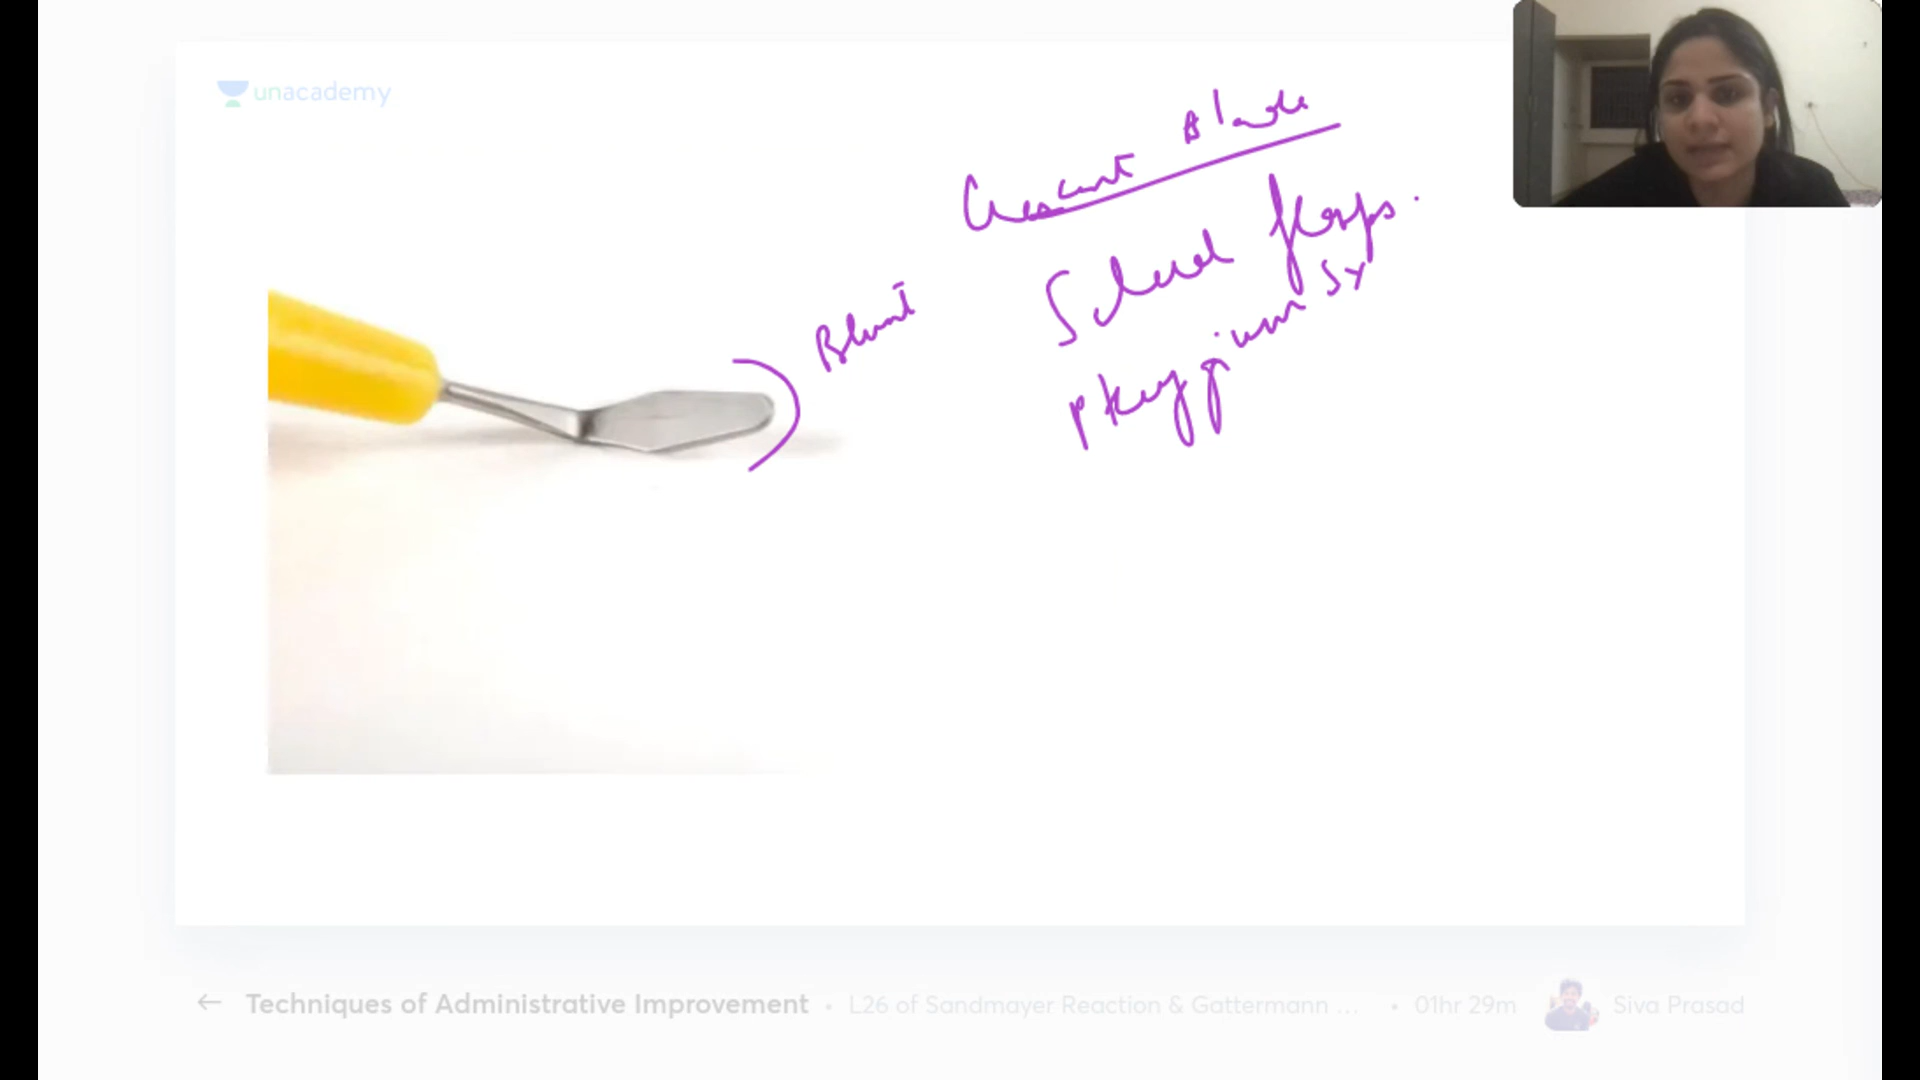 unacademy
Crescent Blade
Scleral flaps.
Blunt
Pterygium Sx
Techniques of Administrative Improvement • L26 of Sandmayer Reaction & Gattermann ... • 01hr 29m Siva Prasad